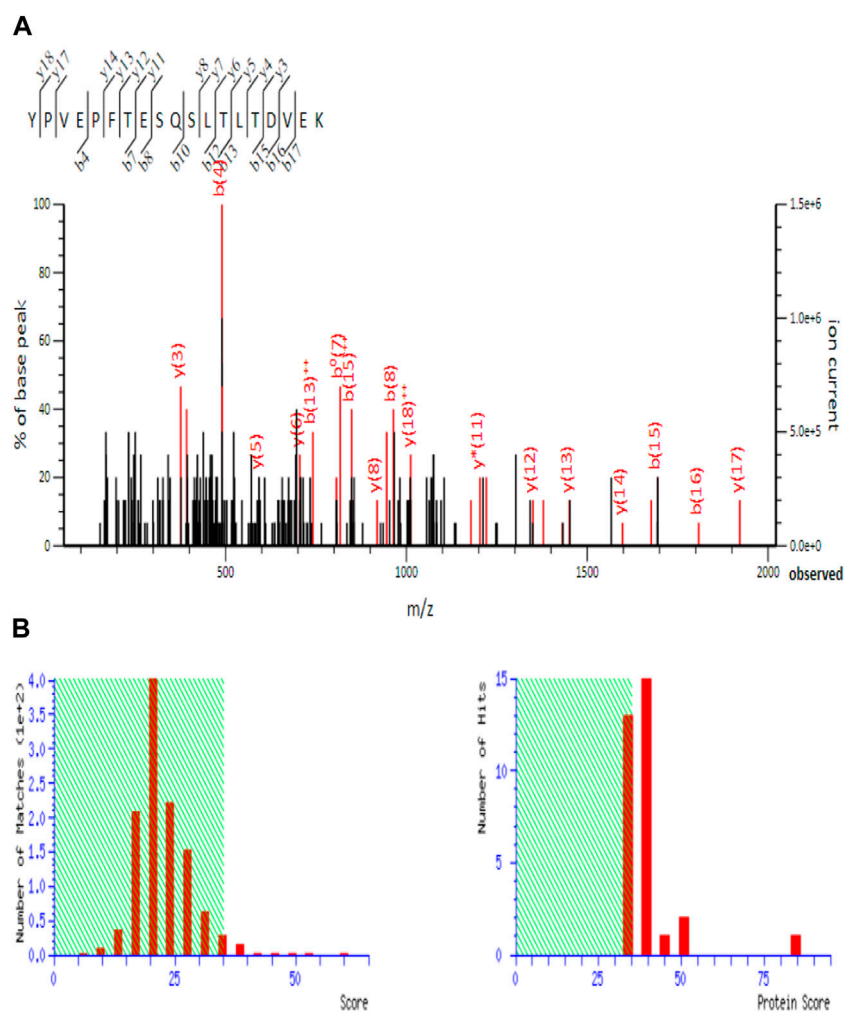 A
y18 y17 y14 y13 y12 y11 y8 y7 y6 y5 y4 y3
Y P V E P F T E S Q S L T L T D V E K
b4 b7 b8 b10 b12 b13 b15 b16 b17
b(4)
y(3)
y(5)
y(6)
b(13)++
b°(7)
b(15)++
y(8)
b(8)
y(18)++
y*(11)
y(12)
y(13)
y(14)
b(15)
b(16)
y(17)
% of base peak
100
80
60
40
20
0
1.5e+6
1.0e+6
5.0e+5
0.0e+0
ion current
500 1000 1500 2000 observed
m/z
B
Number of Matches (1e+2)
4.0
3.5
3.0
2.5
2.0
1.5
1.0
0.5
0.0
0 25 50
Score
Number of Hits
15
10
5
0
0 25 50 75
Protein Score